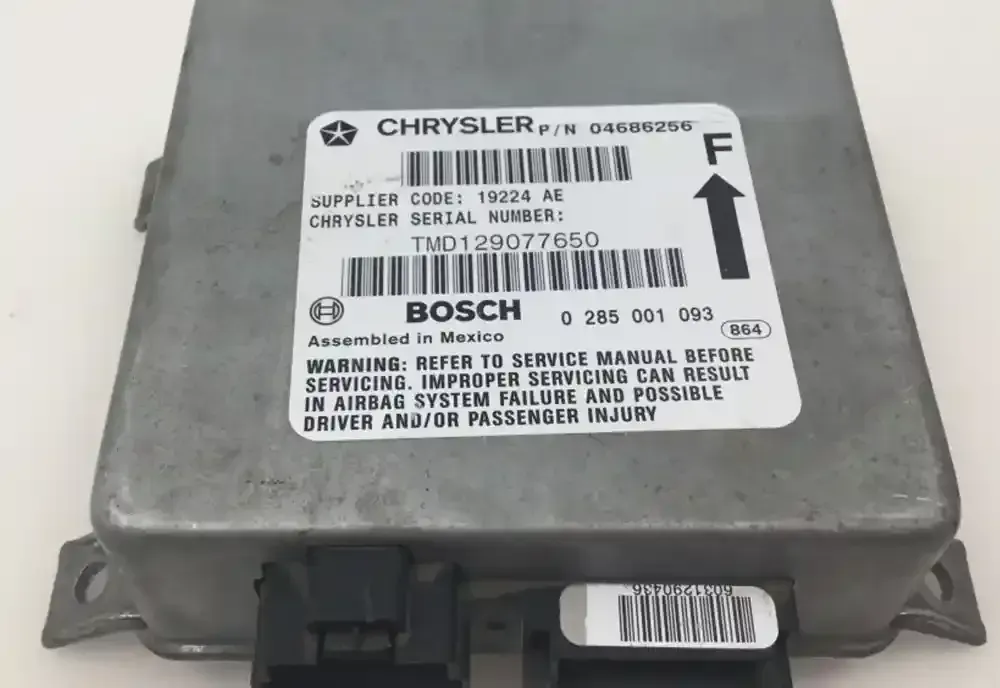 CHRYSLER P/N 04686256
F
SUPPLIER CODE: 19224 AE
CHRYSLER SERIAL NUMBER:
TMD129077650
BOSCH 0 285 001 093
864
Assembled in Mexico
WARNING: REFER TO SERVICE MANUAL BEFORE
SERVICING. IMPROPER SERVICING CAN RESULT
IN AIRBAG SYSTEM FAILURE AND POSSIBLE
DRIVER AND/OR PASSENGER INJURY
6031290436